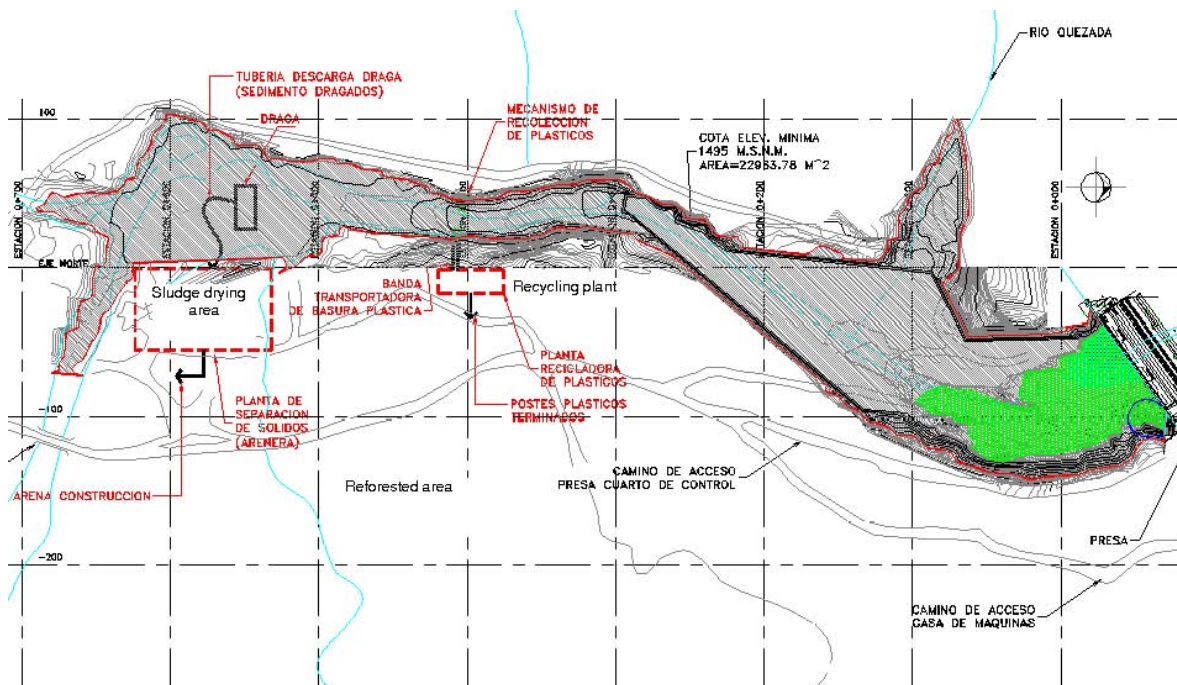 RIO QUEZADA
TUBERIA DESCARGA DRAGA
(SEDIMENTO DRAGADOS)
DRAGA
MECANISMO DE
RECOLECCION
DE PLASTICOS
100
COTA ELEV. MINIMA
1495 M.S.N.M.
AREA=22963.78 M^2
EJE NORTE
Sludge drying
area
BANDA
TRANSPORTADORA
DE BASURA PLASTICA
Recycling plant
PLANTA
RECICLADORA
DE PLASTICOS
PLANTA DE
SEPARACION
DE SOLIDOS
(ARENERA)
POSTES PLASTICOS
TERMINADOS
-100
ARENA CONSTRUCCION
Reforested area
CAMINO DE ACCESO
PRESA CUARTO DE CONTROL
PRESA
-200
CAMINO DE ACCESO
CASA DE MAQUINAS